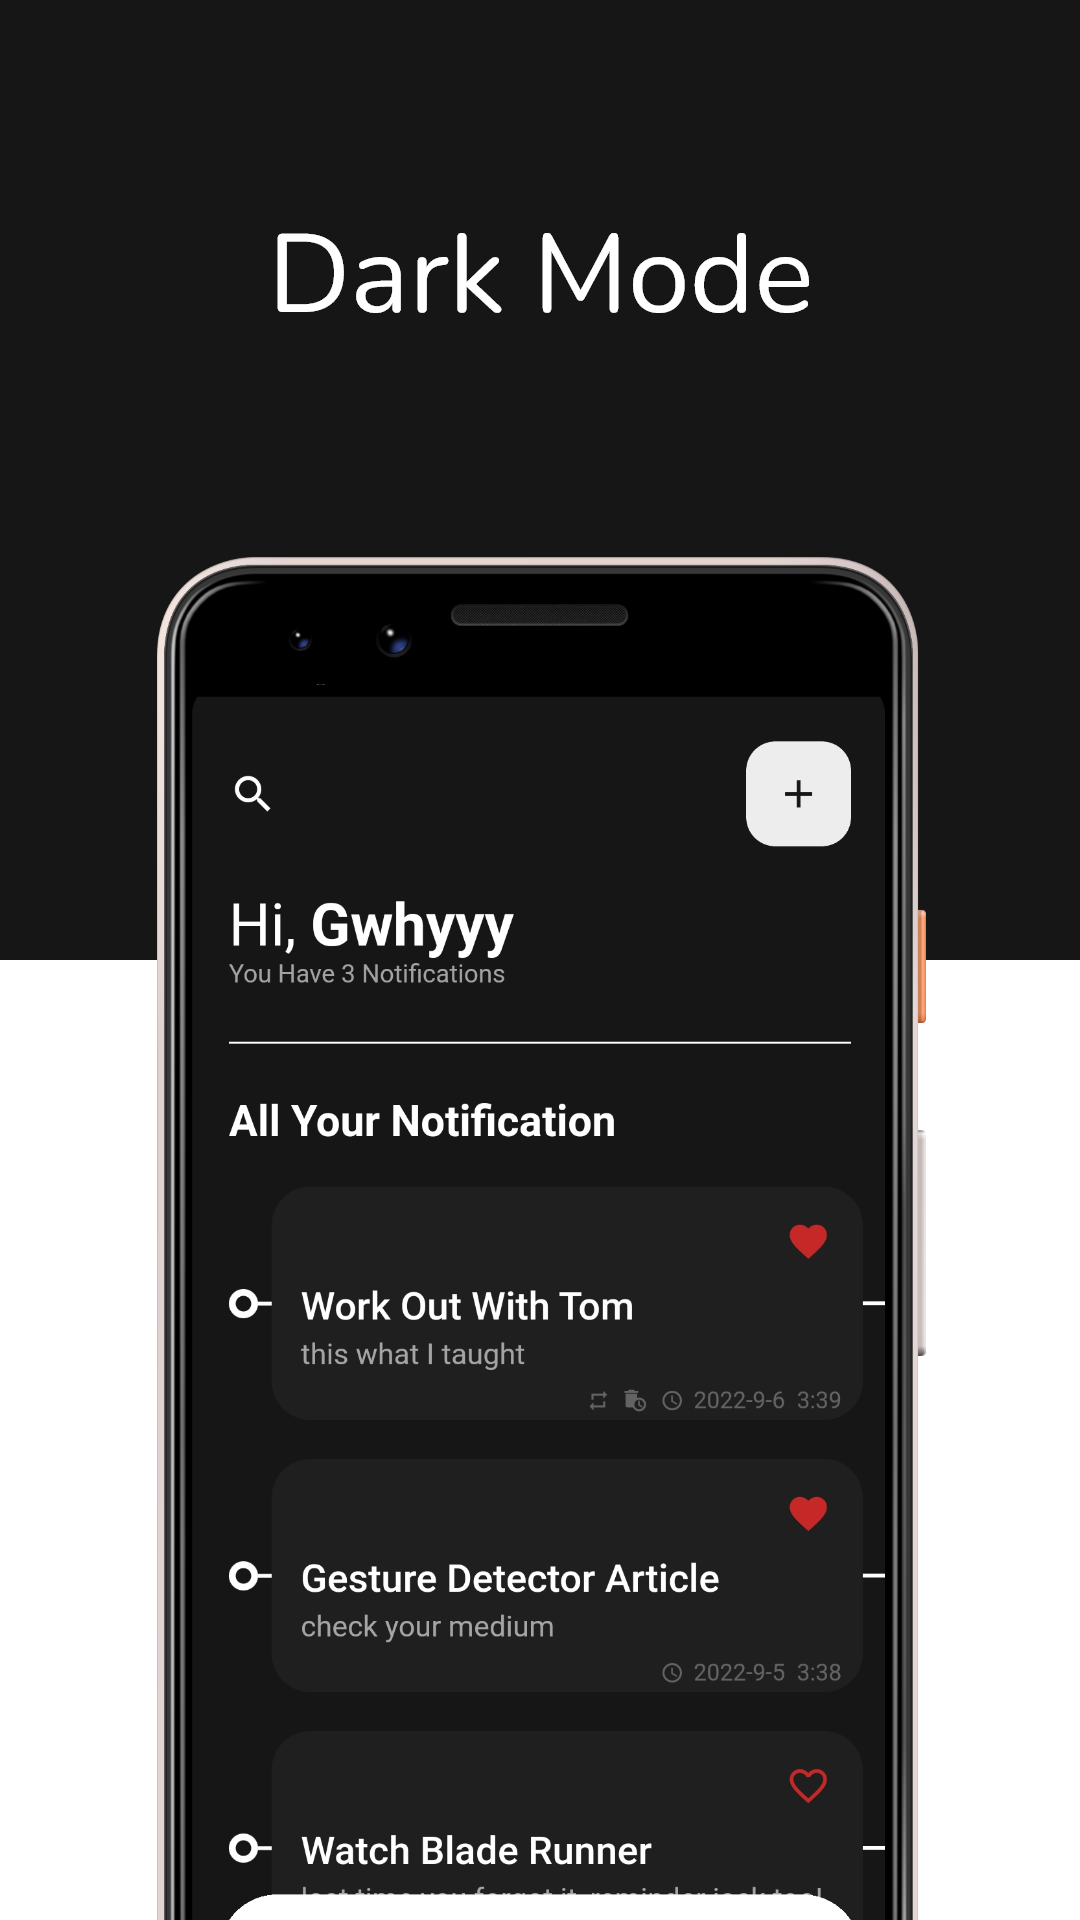 Dark Mode
Hi, Gwhyyy
You Have 3 Notifications
All Your Notification
Work Out With Tom
this what I taught
2022-9-6 3:39
Gesture Detector Article
check your medium
2022-9-5 3:38
Watch Blade Runner